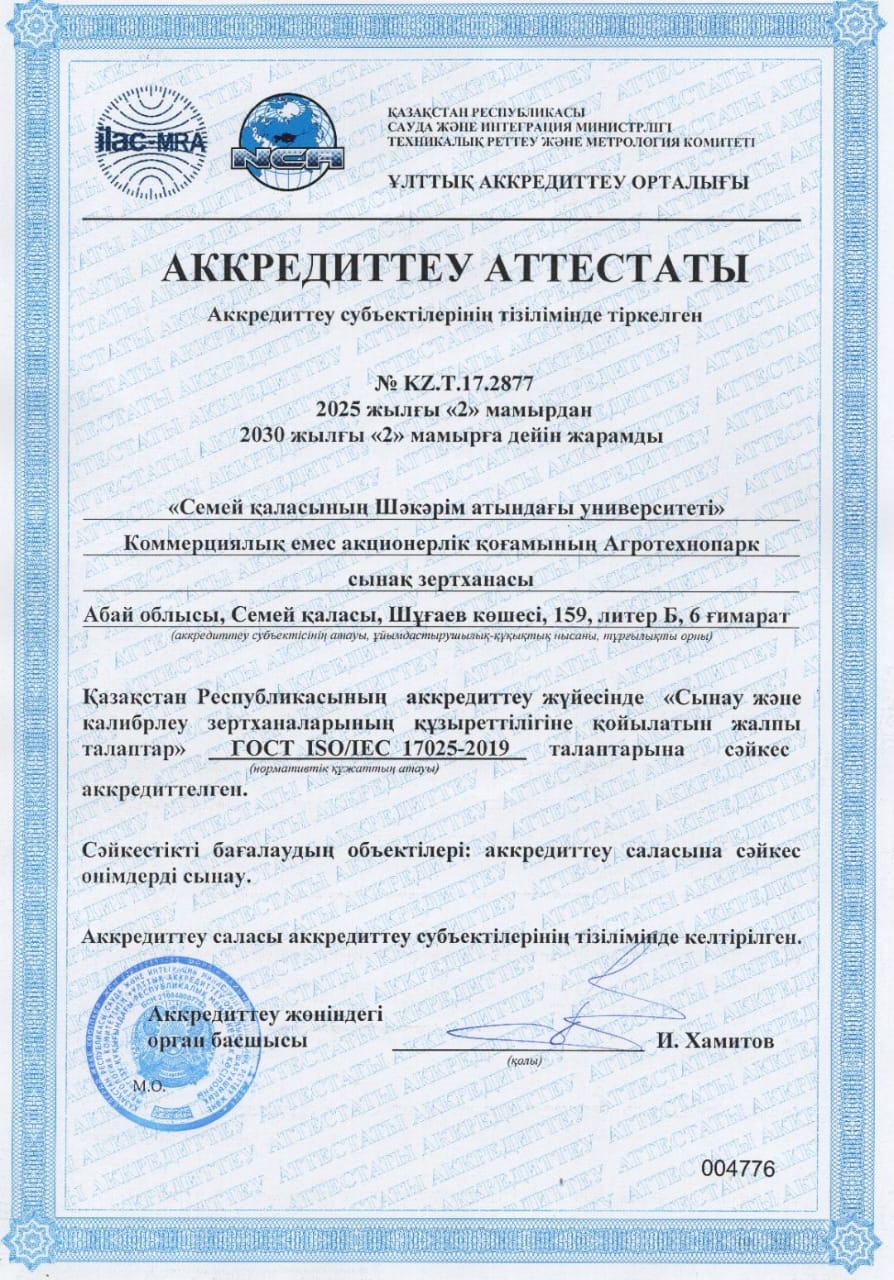 ilac-MRA
NCA
ҚАЗАҚСТАН РЕСПУБЛИКАСЫ
САУДА ЖӘНЕ ИНТЕГРАЦИЯ МИНИСТРЛІГІ
ТЕХНИКАЛЫҚ РЕТТЕУ ЖӘНЕ МЕТРОЛОГИЯ КОМИТЕТІ
ҰЛТТЫҚ АККРЕДИТТЕУ ОРТАЛЫҒЫ
АККРЕДИТТЕУ АТТЕСТАТЫ
Аккредиттеу субъектілерінің тізілімінде тіркелген
№ KZ.T.17.2877
2025 жылғы «2» мамырдан
2030 жылғы «2» мамырға дейін жарамды
«Семей қаласының Шәкәрім атындағы университеті»
Коммерциялық емес акционерлік қоғамының Агротехнопарк
сынақ зертханасы
Абай облысы, Семей қаласы, Шұғаев көшесі, 159, литер Б, 6 ғимарат
(аккредиттеу субъектісінің атауы, ұйымдастырушылық-құқықтық нысаны, тұрғылықты орны)
Қазақстан Республикасының аккредиттеу жүйесінде «Сынау және
калибрлеу зертханаларының құзыреттілігіне қойылатын жалпы
талаптар» ГОСТ ISO/IEC 17025-2019 талаптарына сәйкес
(нормативтік құжаттың атауы)
аккредиттелген.
Сәйкестікті бағалаудың объектілері: аккредиттеу саласына сәйкес
өнімдерді сынау.
Аккредиттеу саласы аккредиттеу субъектілерінің тізілімінде келтірілген.
Аккредиттеу жөніндегі
орган басшысы
И. Хамитов
(қолы)
М.О.
004776